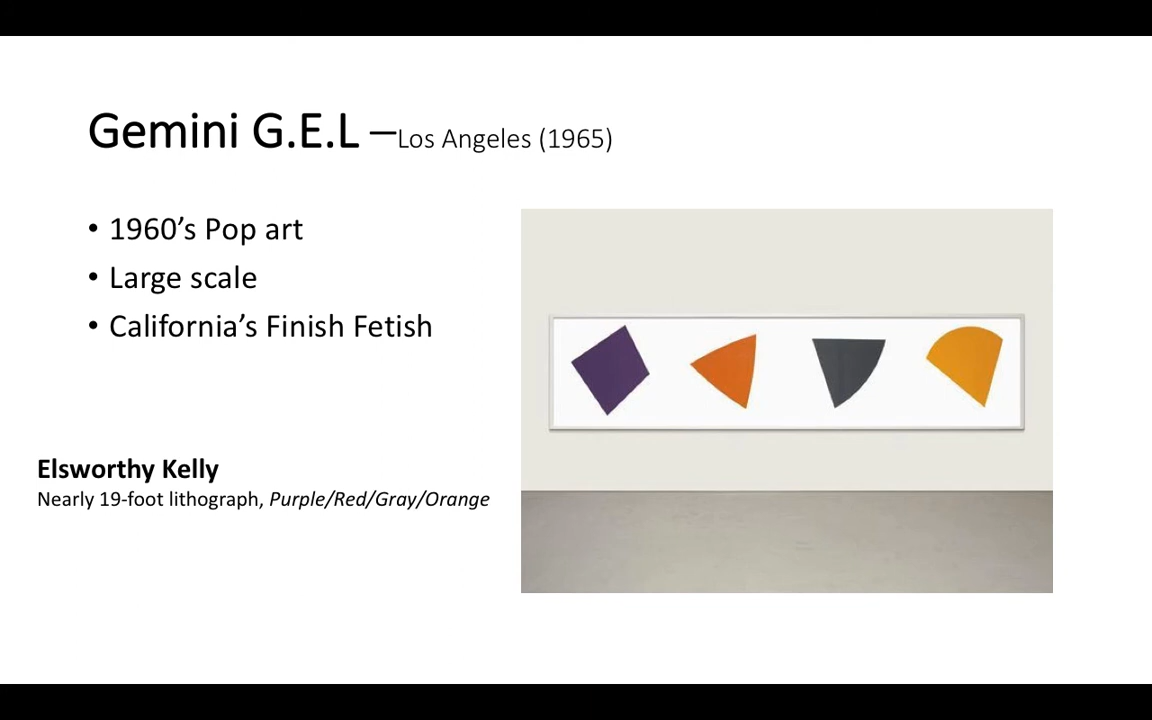 Gemini G.E.L –Los Angeles (1965)
• 1960’s Pop art
• Large scale
• California’s Finish Fetish
Elsworthy Kelly
Nearly 19-foot lithograph, Purple/Red/Gray/Orange